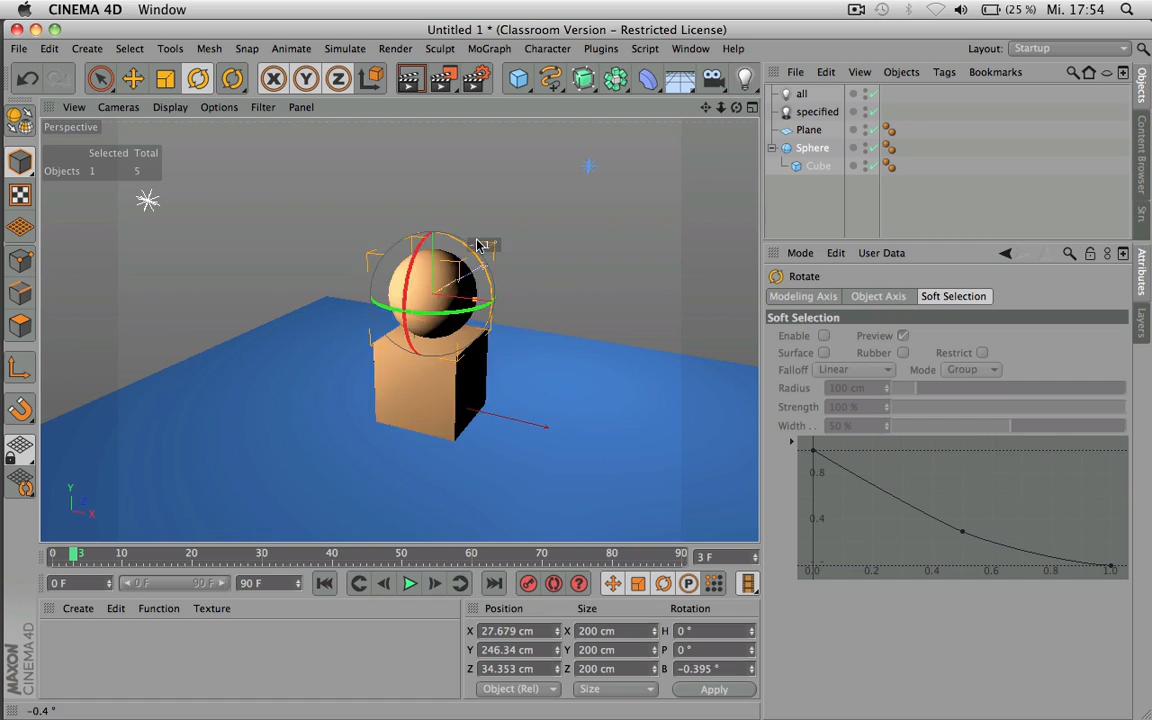 CINEMA 4D Window (25 %) Mi. 17:54
Untitled 1 * (Classroom Version - Restricted License)
File Edit Create Select Tools Mesh Snap Animate Simulate Render Sculpt MoGraph Character Plugins Script Window Help Layout: Startup
X Y Z
File Edit View Objects Tags Bookmarks
View Cameras Display Options Filter Panel
Perspective
Selected Total
Objects 1 5
all
specified
Plane
Sphere
Cube
Objects
Content Browser
Str
Mode Edit User Data
Rotate
Modeling Axis Object Axis Soft Selection
Soft Selection
Enable Preview
Surface Rubber Restrict
Falloff Linear Mode Group
Radius 100 cm
Strength 100 %
Width . . 50 %
0.8
0.4
0.0 0.2 0.4 0.6 0.8 1.0
Attributes
Layers
Y
Z
X
0 3 10 20 30 40 50 60 70 80 90 3 F
0 F 0 F 90 F 90 F
P
Create Edit Function Texture
Position Size Rotation
X 27.679 cm X 200 cm H 0 °
Y 246.34 cm Y 200 cm P 0 °
Z 34.353 cm Z 200 cm B -0.395 °
Object (Rel) Size Apply
MAXON
CINEMA 4D
-0.4 °